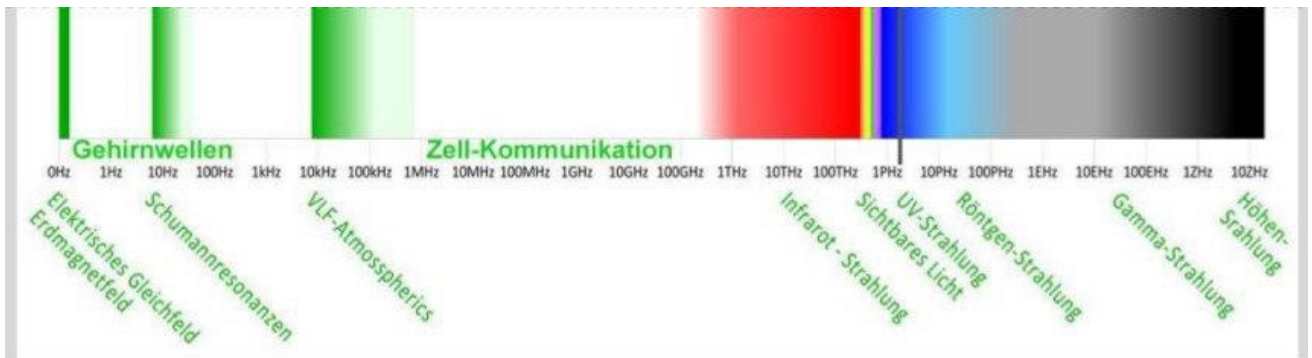 Gehirnwellen
Zell-Kommunikation
0Hz 1Hz 10Hz 100Hz 1kHz 10kHz 100kHz 1MHz 10MHz 100MHz 1GHz 10GHz 100GHz 1THz 10THz 100THz 1PHz 10PHz 100PHz 1EHz 10EHz 100EHz 1ZHz 10ZHz
Elektrisches Gleichfeld
Erdmagnetfeld
Schumannresonanzen
VLF-Atmosspherics
Infrarot - Strahlung
Sichtbares Licht
UV-Strahlung
Röntgen-Strahlung
Gamma-Strahlung
Höhen-
Srahlung